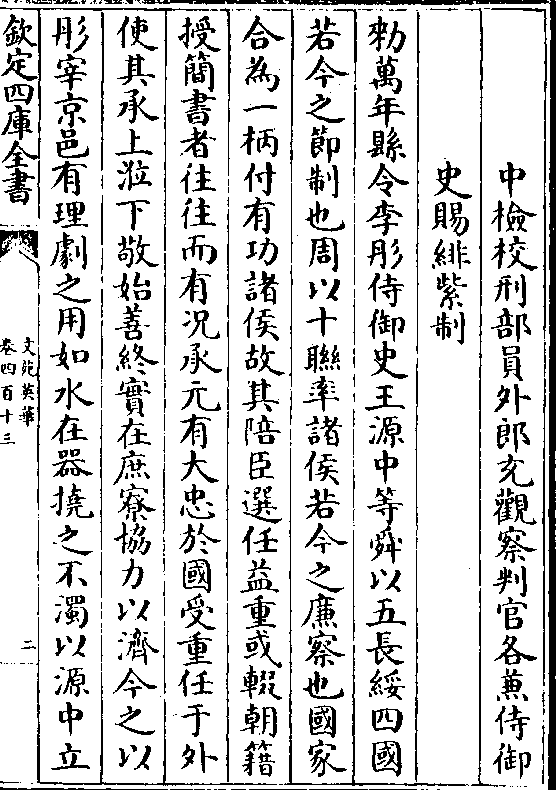 中檢校刑部員外郎充觀察判官各兼侍御
史賜緋紫制
勑萬年縣令李彤侍御史王源中等舜以五長綏四國
若今之節制也周以十聯率諸侯若今之廉察也國家
合為一柄付有功諸侯故其陪臣選任益重或輟朝籍
授簡書者往往而有况承元有大忠於國受重任于外
使其承上涖下敬始善終實在庶寮協力以濟今之以
彤宰京邑有理劇之用如水在器撓之不濁以源中立
欽定四庫全書
文苑英華
卷四百十三
二